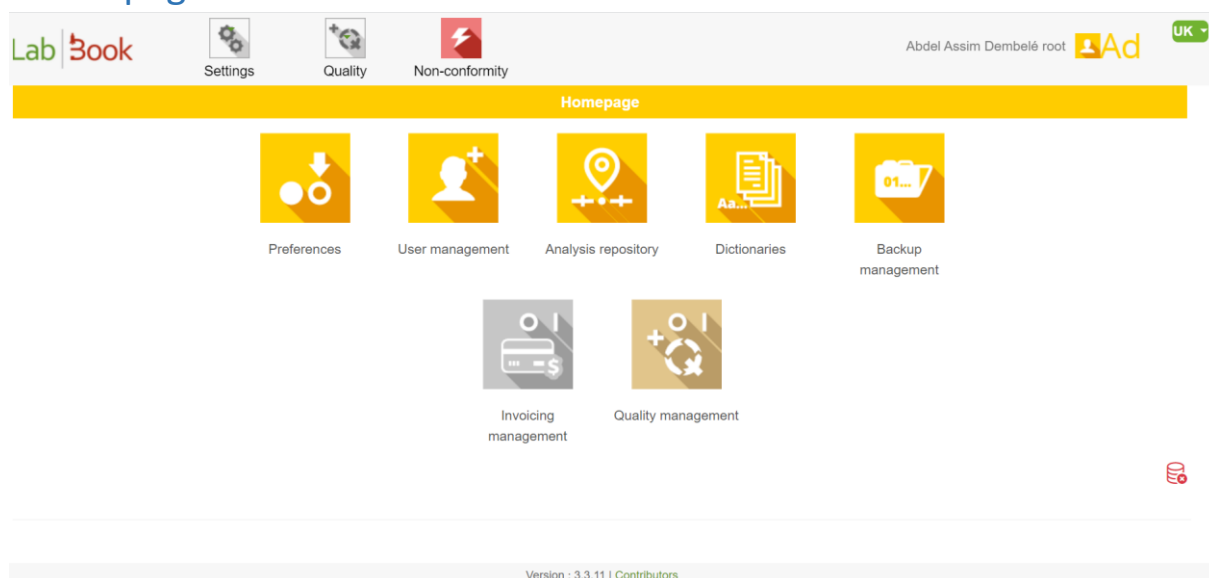 Lab Book
Settings
Quality
Non-conformity
Abdel Assim Dembelé root
Ad
UK
Homepage
Aa...
01...
Preferences
User management
Analysis repository
Dictionaries
Backup
management
$
Invoicing
management
Quality management
Version : 3.3.11 | Contributors